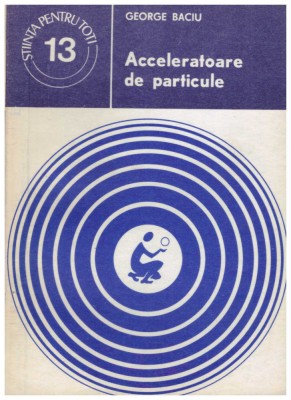 ȘTIINȚA PENTRU TOȚI
13
GEORGE BACIU
Acceleratoare
de particule